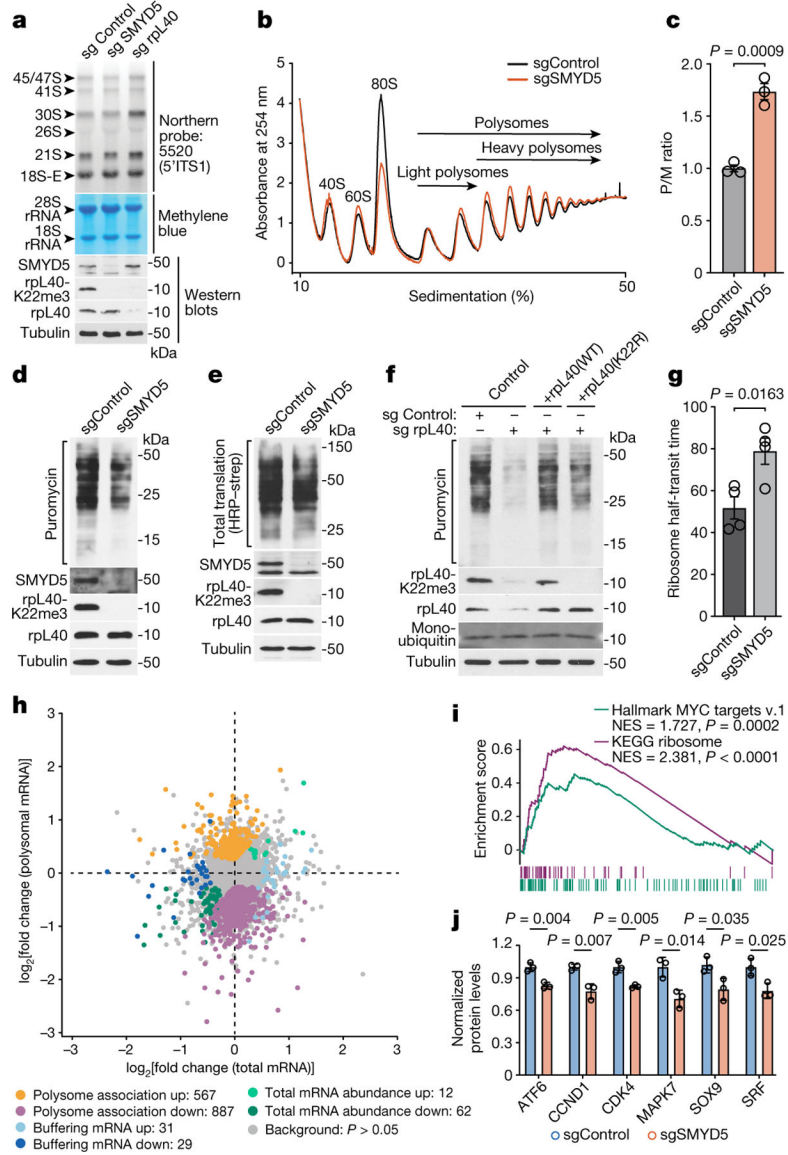 a
sg Control
sg SMYD5
sg rpL40
45/47S
41S
30S
26S
21S
18S-E
Northern
probe:
5520
(5′ITS1)
28S
rRNA
18S
rRNA
Methylene
blue
SMYD5
-50
rpL40-
K22me3
-10
rpL40
-10
Tubulin
-50
kDa
Western
blots
b
Absorbance at 254 nm
5
4
3
2
1
0
40S
60S
80S
sgControl
sgSMYD5
Polysomes
Heavy polysomes
Light polysomes
10
50
Sedimentation (%)
c
P = 0.0009
P/M ratio
2.0
1.5
1.0
0.5
0
sgControl
sgSMYD5
d
sgControl
sgSMYD5
kDa
Puromycin
-50
-25
-15
SMYD5
-50
rpL40-
K22me3
-10
rpL40
-10
Tubulin
-50
e
sgControl
sgSMYD5
kDa
Total translation
(HRP–strep)
-150
-50
-25
SMYD5
-50
rpL40-
K22me3
-10
rpL40
-10
Tubulin
-50
f
Control
+rpL40(WT)
+rpL40(K22R)
sg Control: + – – –
sg rpL40: – + + +
kDa
Puromycin
-50
-25
-15
rpL40-
K22me3
-10
rpL40
-10
Mono-
ubiquitin
-10
Tubulin
-50
g
P = 0.0163
Ribosome half-transit time
100
80
60
40
20
0
sgControl
sgSMYD5
h
log2[fold change (polysomal mRNA)]
3
2
1
0
−1
−2
−3
−3 −2 −1 0 1 2 3
log2[fold change (total mRNA)]
Polysome association up: 567
Polysome association down: 887
Buffering mRNA up: 31
Buffering mRNA down: 29
Total mRNA abundance up: 12
Total mRNA abundance down: 62
Background: P > 0.05
i
Hallmark MYC targets v.1
NES = 1.727, P = 0.0002
KEGG ribosome
NES = 2.381, P < 0.0001
Enrichment score
0.6
0.4
0.2
0
j
P = 0.004
P = 0.005
P = 0.035
P = 0.007
P = 0.014
P = 0.025
Normalized
protein levels
1.2
0.9
0.6
0.3
0
ATF6
CCND1
CDK4
MAPK7
SOX9
SRF
sgControl
sgSMYD5